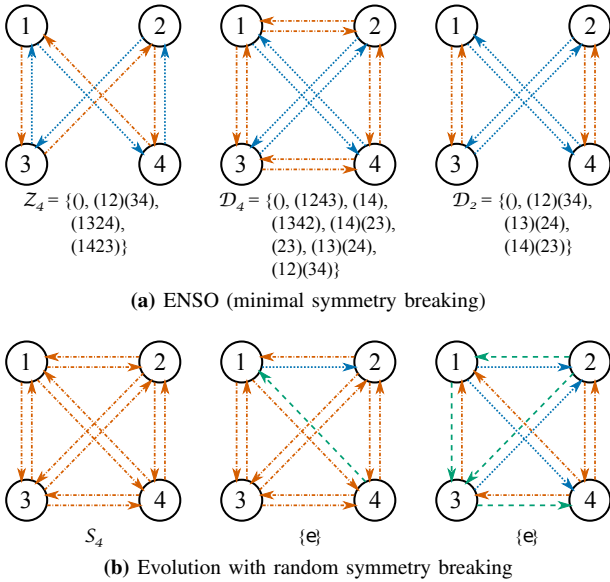 1 2 1 2 1 2
3 4 3 4 3 4
Z4 = {(), (12)(34), D4 = {(), (1243), (14), D2 = {(), (12)(34),
(1324), (1342), (14)(23), (13)(24),
(1423)} (23), (13)(24), (14)(23)}
(12)(34)}
(a) ENSO (minimal symmetry breaking)
1 2 1 2 1 2
3 4 3 4 3 4
S4 {e} {e}
(b) Evolution with random symmetry breaking